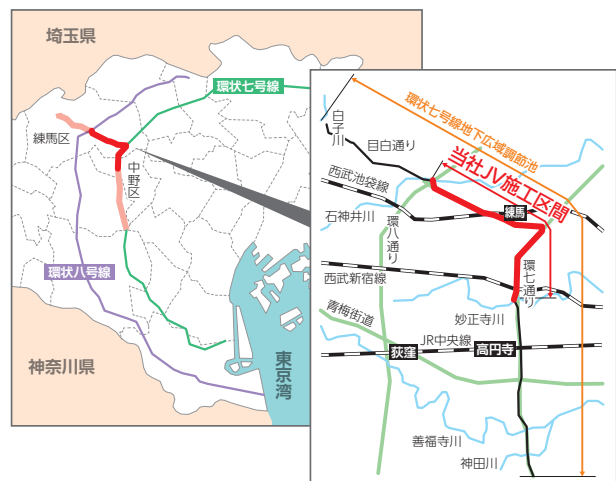 埼玉県
環状七号線
練馬区
中野区
環状八号線
神奈川県
東京湾
環状七号線地下広域調節池
白子川
目白通り
当社JV施工区間
西武池袋線
練馬
石神井川
環八通り
環七通り
西武新宿線
青梅街道
妙正寺川
JR中央線
荻窪
高円寺
善福寺川
神田川